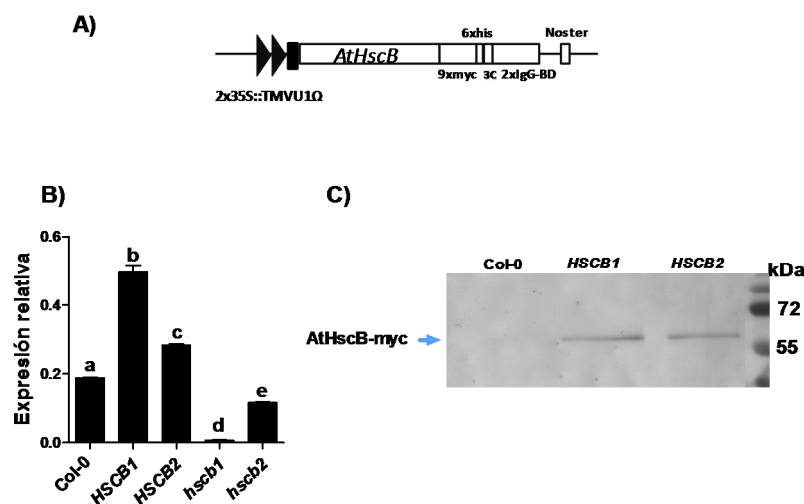 A)
6xhis
Noster
AtHscB
9xmyc 3C 2xIgG-BD
2x35S::TMVU1Ω
B)
Expresión relativa
0.6
0.4
0.2
0.0
a
b
c
d
e
Col-0
HSCB1
HSCB2
hscb1
hscb2
C)
Col-0 HSCB1 HSCB2 kDa
72
AtHscB-myc
55